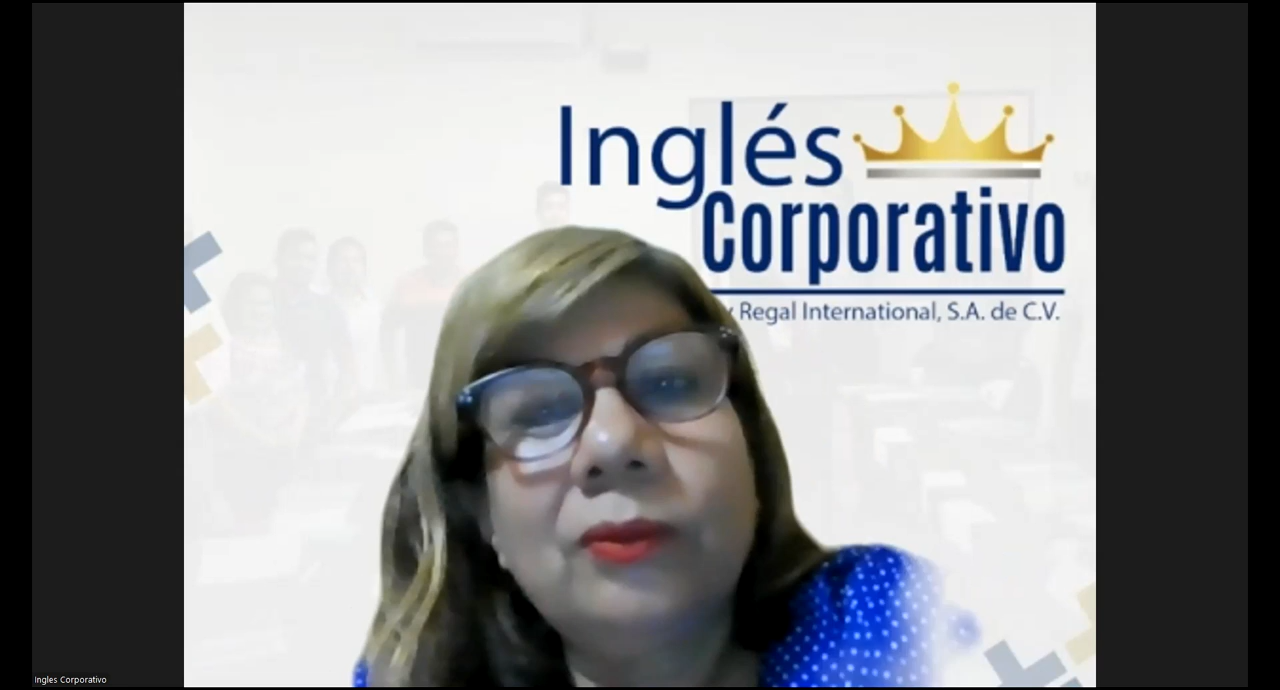 Inglés
Corporativo
y Regal International, S.A. de C.V.
Ingles Corporativo